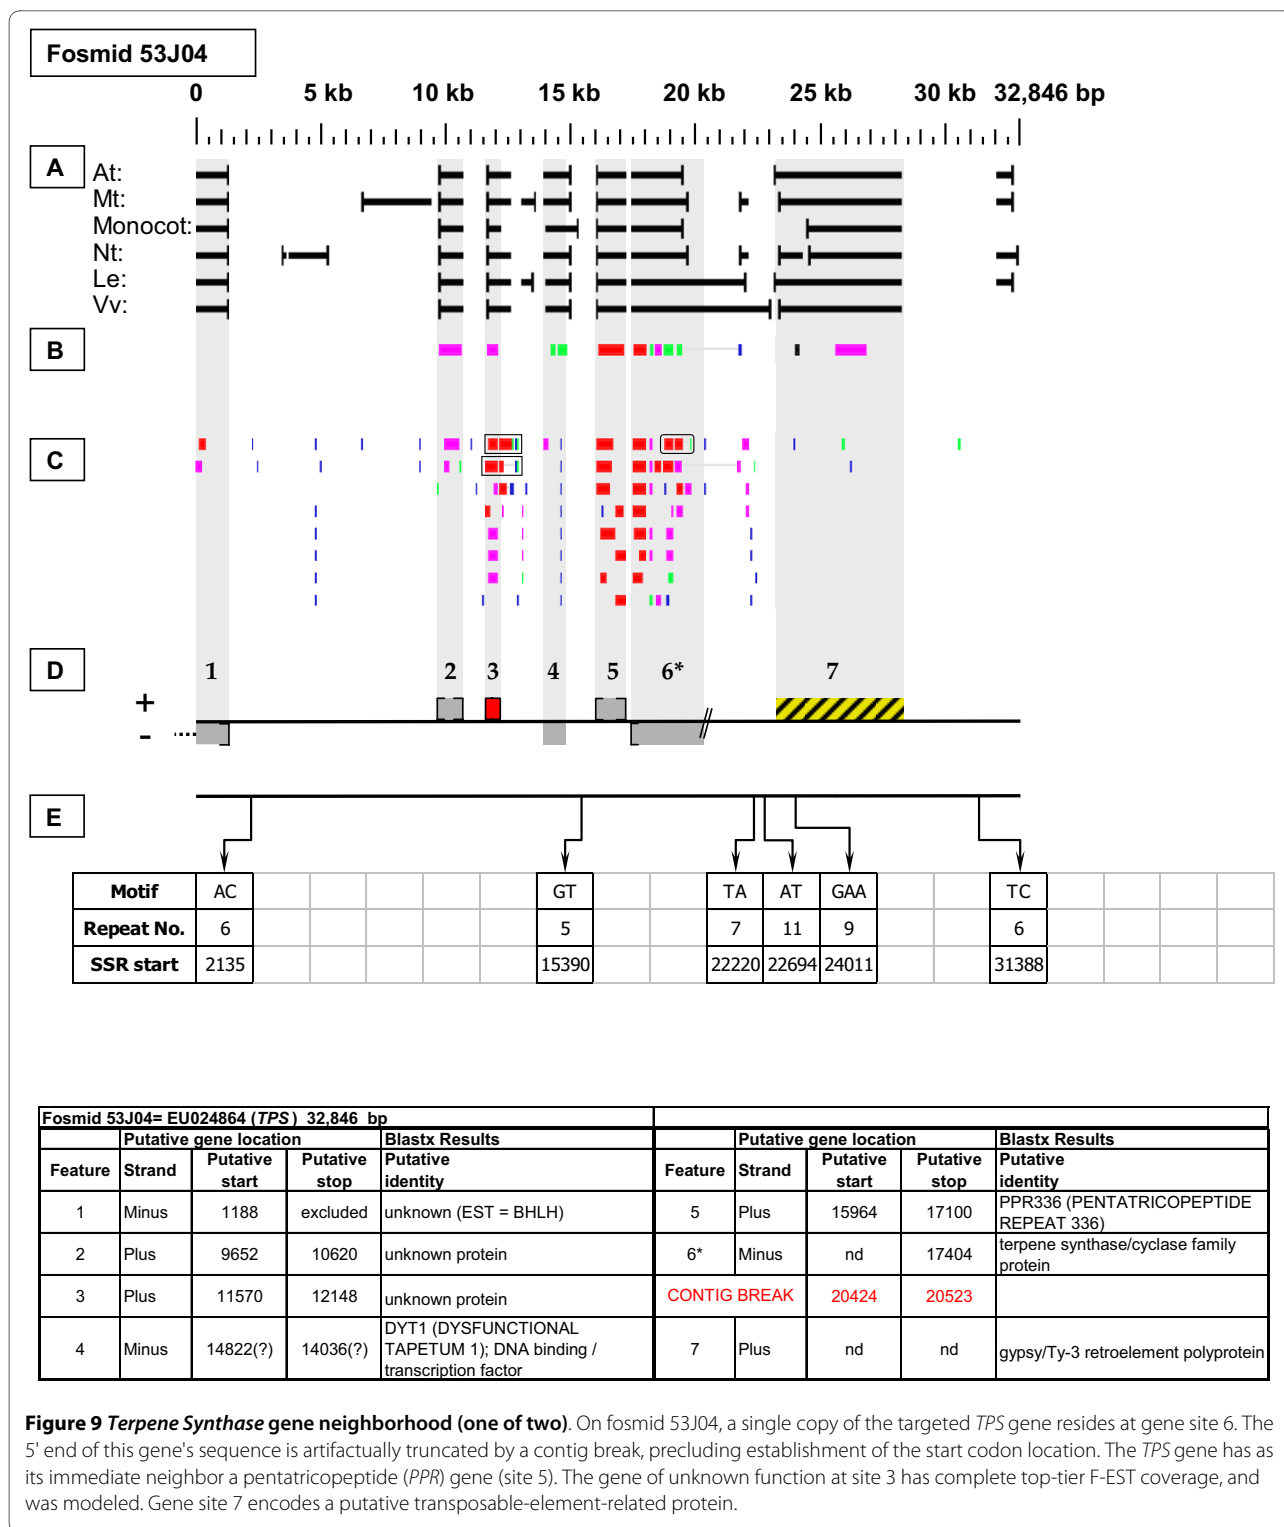 Fosmid 53J04
0 5 kb 10 kb 15 kb 20 kb 25 kb 30 kb 32,846 bp
A
At:
Mt:
Monocot:
Nt:
Le:
Vv:
B
C
D
1 2 3 4 5 6* 7
+
-
E
Motif AC GT TA AT GAA TC
Repeat No. 6 5 7 11 9 6
SSR start 2135 15390 22220 22694 24011 31388
Fosmid 53J04= EU024864 (TPS) 32,846 bp
Putative gene location Blastx Results Putative gene location Blastx Results
Feature Strand Putative start Putative stop Putative identity Feature Strand Putative start Putative stop Putative identity
1 Minus 1188 excluded unknown (EST = BHLH) 5 Plus 15964 17100 PPR336 (PENTATRICOPEPTIDE REPEAT 336)
2 Plus 9652 10620 unknown protein 6* Minus nd 17404 terpene synthase/cyclase family protein
3 Plus 11570 12148 unknown protein CONTIG BREAK 20424 20523
4 Minus 14822(?) 14036(?) DYT1 (DYSFUNCTIONAL TAPETUM 1); DNA binding / transcription factor 7 Plus nd nd gypsy/Ty-3 retroelement polyprotein
Figure 9 Terpene Synthase gene neighborhood (one of two). On fosmid 53J04, a single copy of the targeted TPS gene resides at gene site 6. The
5' end of this gene's sequence is artifactually truncated by a contig break, precluding establishment of the start codon location. The TPS gene has as
its immediate neighbor a pentatricopeptide (PPR) gene (site 5). The gene of unknown function at site 3 has complete top-tier F-EST coverage, and
was modeled. Gene site 7 encodes a putative transposable-element-related protein.